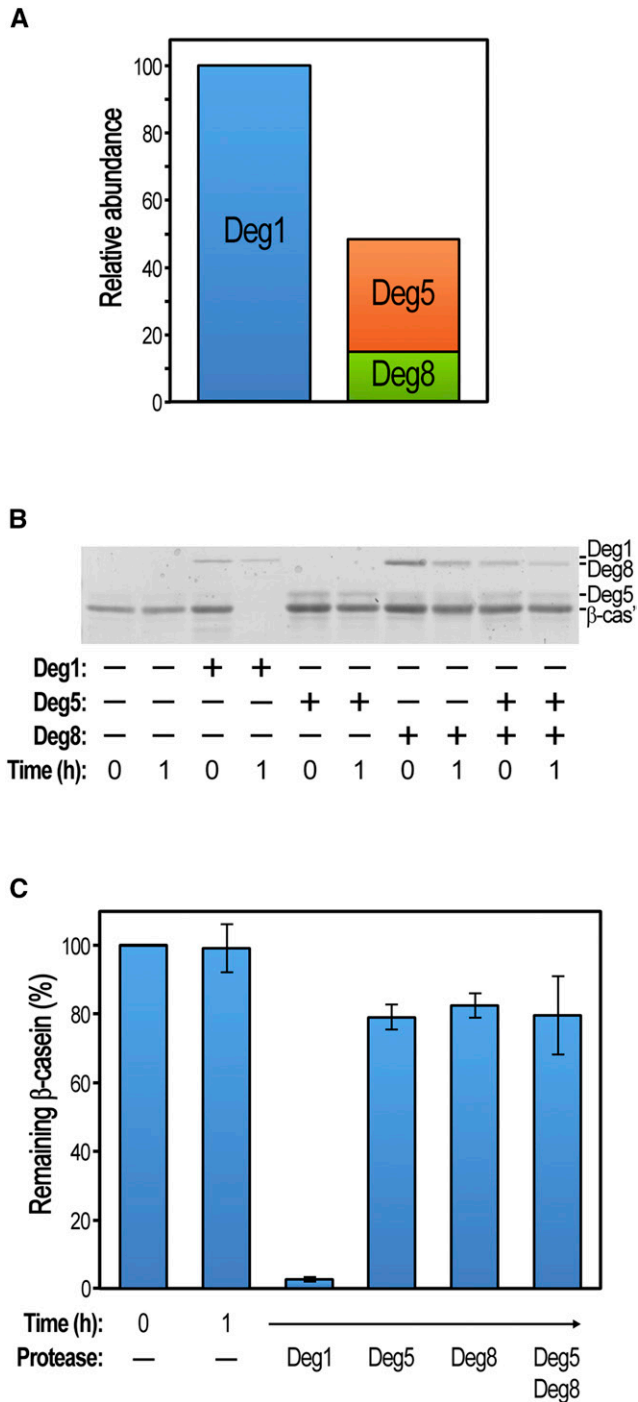 A
Relative abundance
100
80
60
40
20
0
Deg1
Deg5
Deg8
B
Deg1
Deg8
Deg5
β-cas'
Deg1: – – + + – – – – – –
Deg5: – – – – + + – – + +
Deg8: – – – – – – + + + +
Time (h): 0 1 0 1 0 1 0 1 0 1
C
Remaining β-casein (%)
100
80
60
40
20
0
Time (h): 0 1
Protease: – – Deg1 Deg5 Deg8 Deg5
Deg8